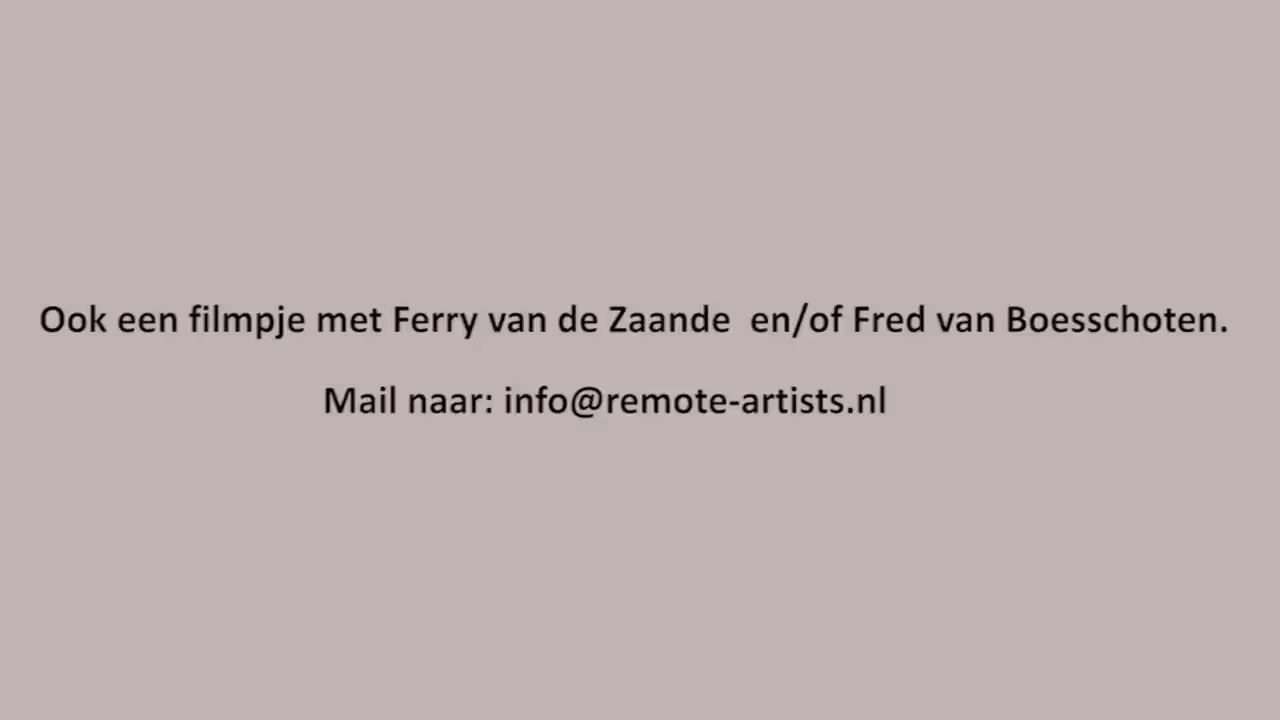 Ook een filmpje met Ferry van de Zaande  en/of Fred van Boesschoten.
Mail naar: info@remote-artists.nl